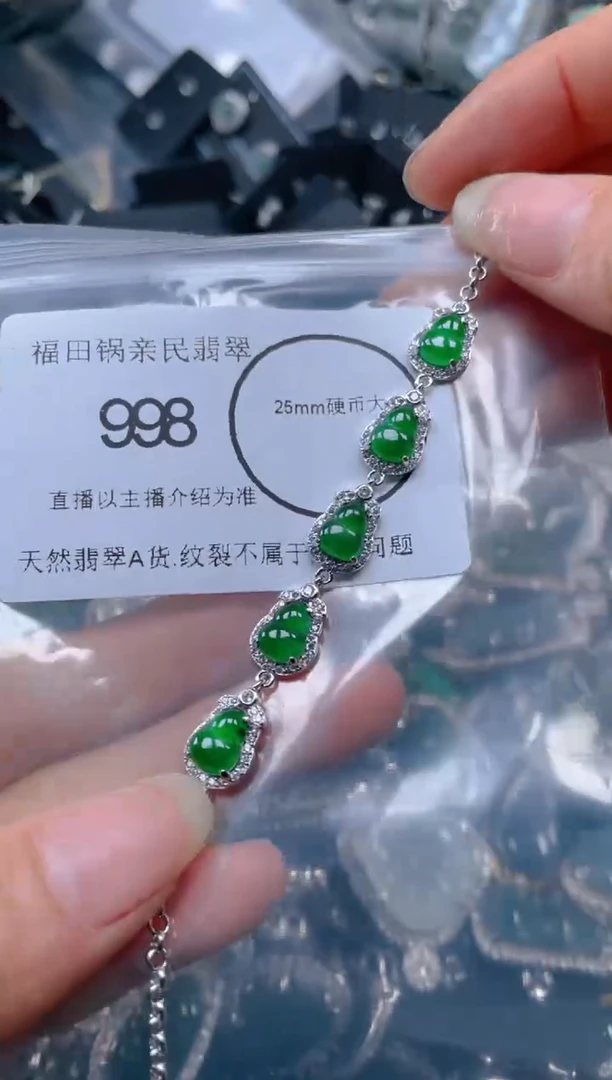 福田锅亲民翡翠
998
25mm硬币大
直播以主播介绍为准
天然翡翠A货.纹裂不属于 问题